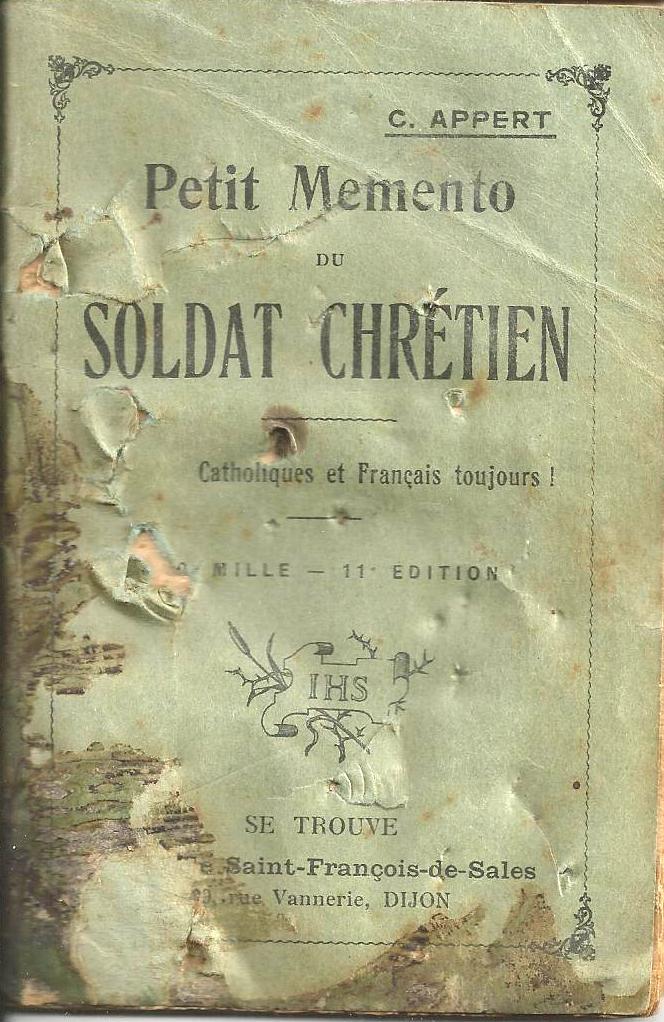 C. APPERT
Petit Memento
DU
SOLDAT CHRÉTIEN
Catholiques et Français toujours !
MILLE — 11e EDITION
IHS
SE TROUVE
Saint-François-de-Sales
rue Vannerie, DIJON